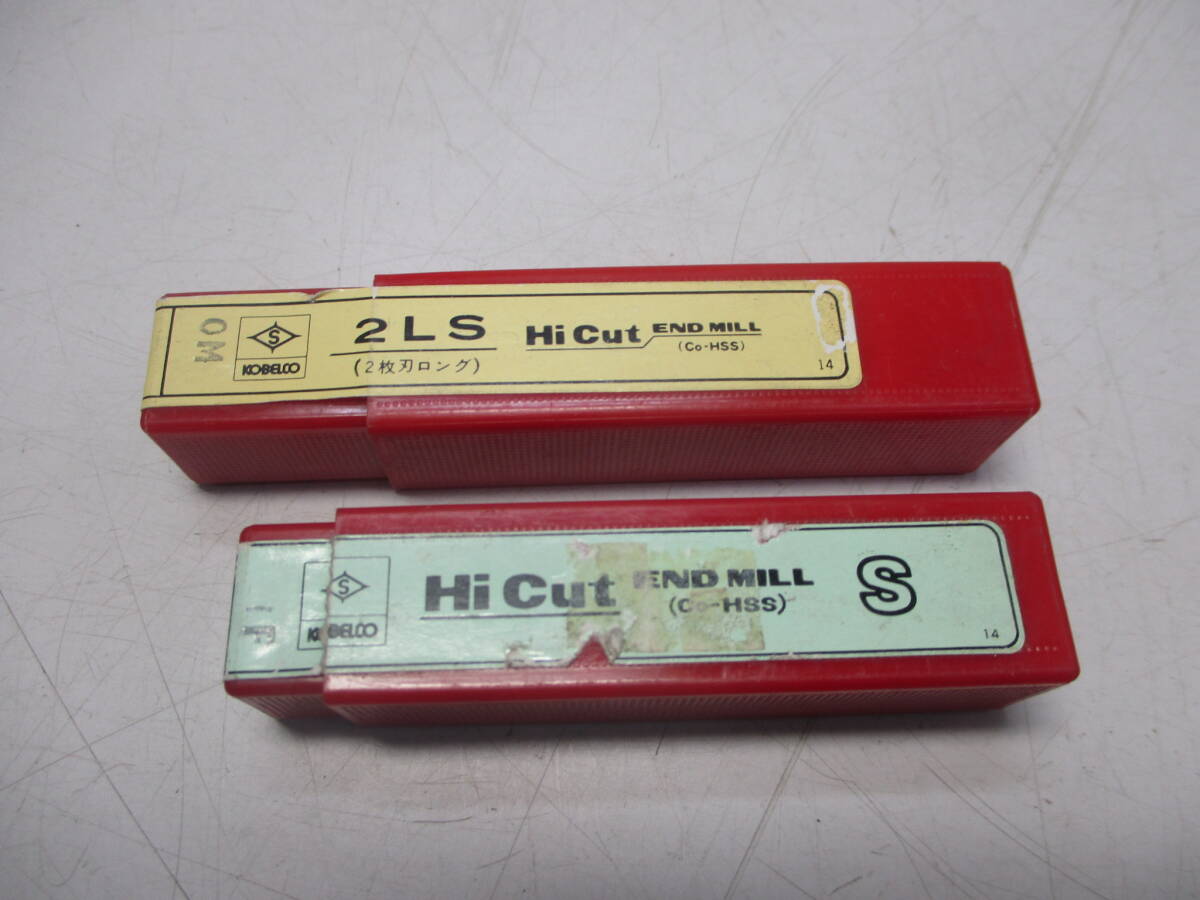 OM
S
KOBELCO
2LS
(2枚刃ロング)
Hi Cut END MILL
(Co-HSS)
14
S
KOBELCO
Hi Cut END MILL
(Co-HSS)
S
14